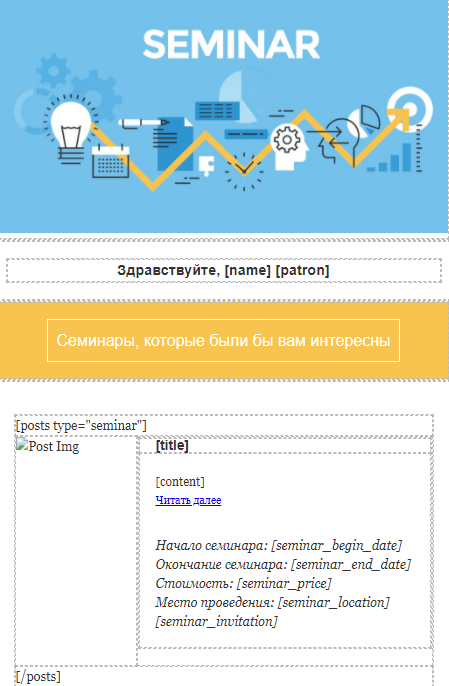 SEMINAR
Здравствуйте, [name] [patron]
Семинары, которые были бы вам интересны
[posts type="seminar"]
Post Img
[title]
[content]
Читать далее
Начало семинара: [seminar_begin_date]
Окончание семинара: [seminar_end_date]
Стоимость: [seminar_price]
Место проведения: [seminar_location]
[seminar_invitation]
[/posts]